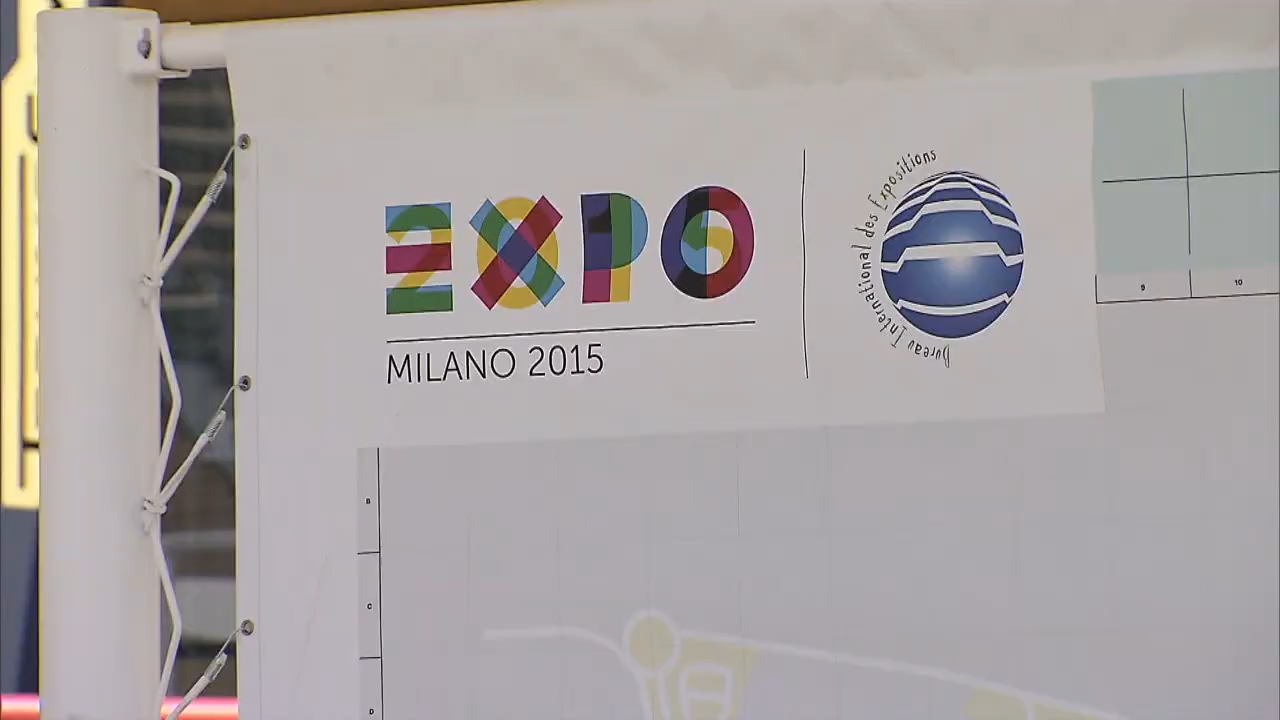 EXPO
MILANO 2015
Bureau International des Expositions
9 10
B
C
D